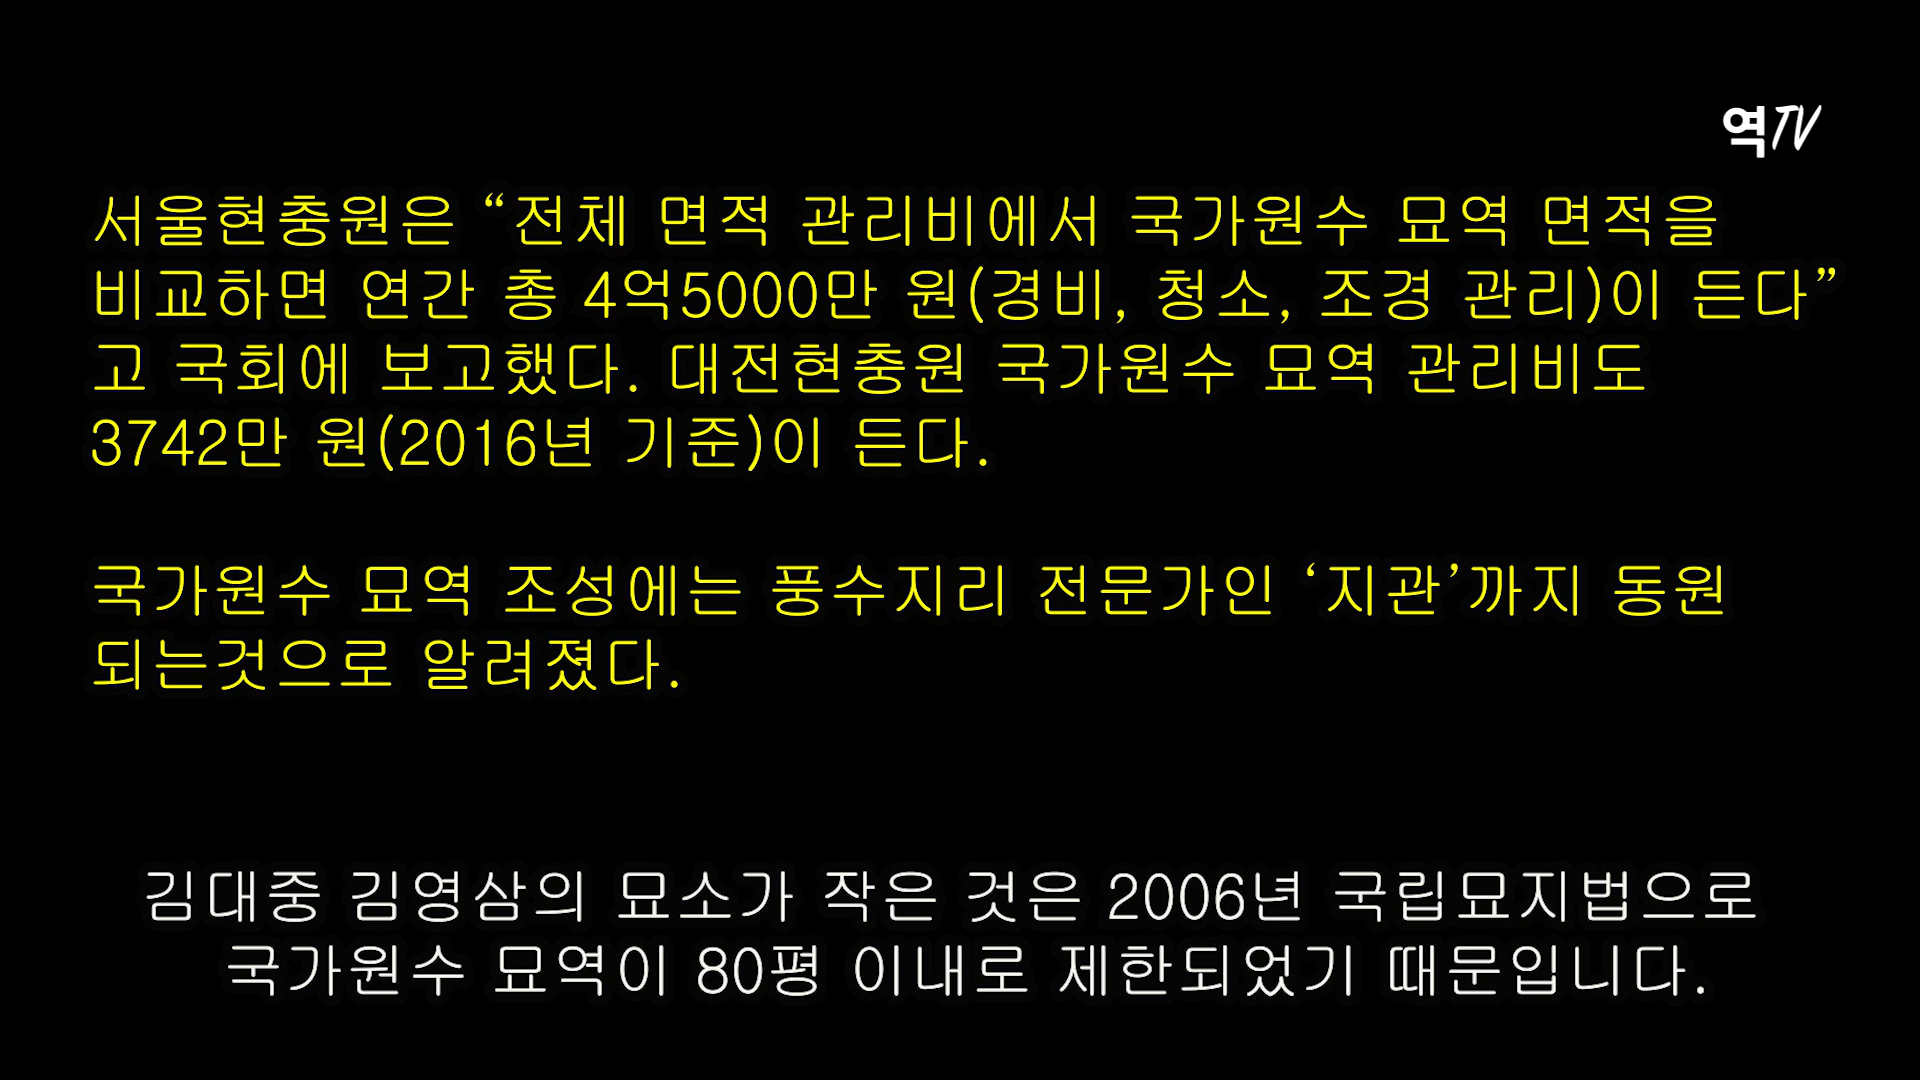 역TV
서울현충원은 “전체 면적 관리비에서 국가원수 묘역 면적을
비교하면 연간 총 4억5000만 원(경비, 청소, 조경 관리)이 든다”
고 국회에 보고했다. 대전현충원 국가원수 묘역 관리비도
3742만 원(2016년 기준)이 든다.
국가원수 묘역 조성에는 풍수지리 전문가인 ‘지관’까지 동원
되는것으로 알려졌다.
김대중 김영삼의 묘소가 작은 것은 2006년 국립묘지법으로
국가원수 묘역이 80평 이내로 제한되었기 때문입니다.